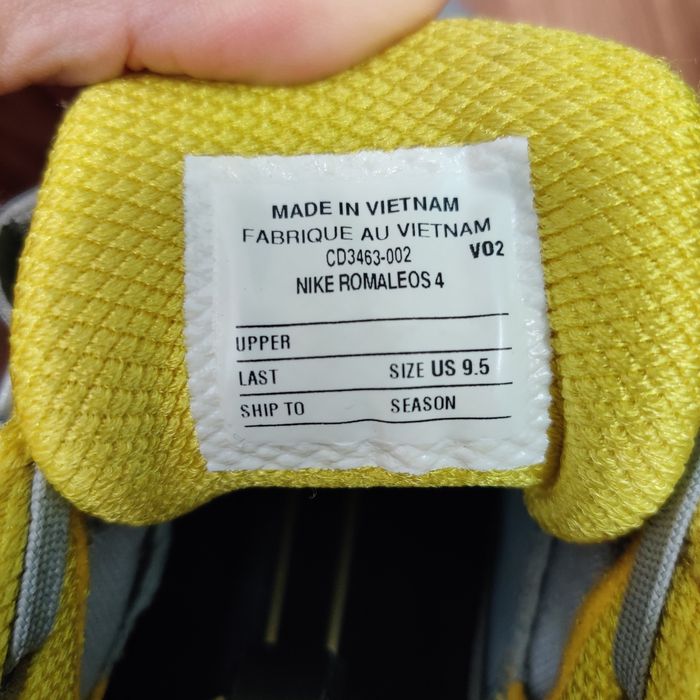 MADE IN VIETNAM
FABRIQUE AU VIETNAM
CD3463-002 VO2
NIKE ROMALEOS 4
UPPER
LAST SIZE US 9.5
SHIP TO SEASON